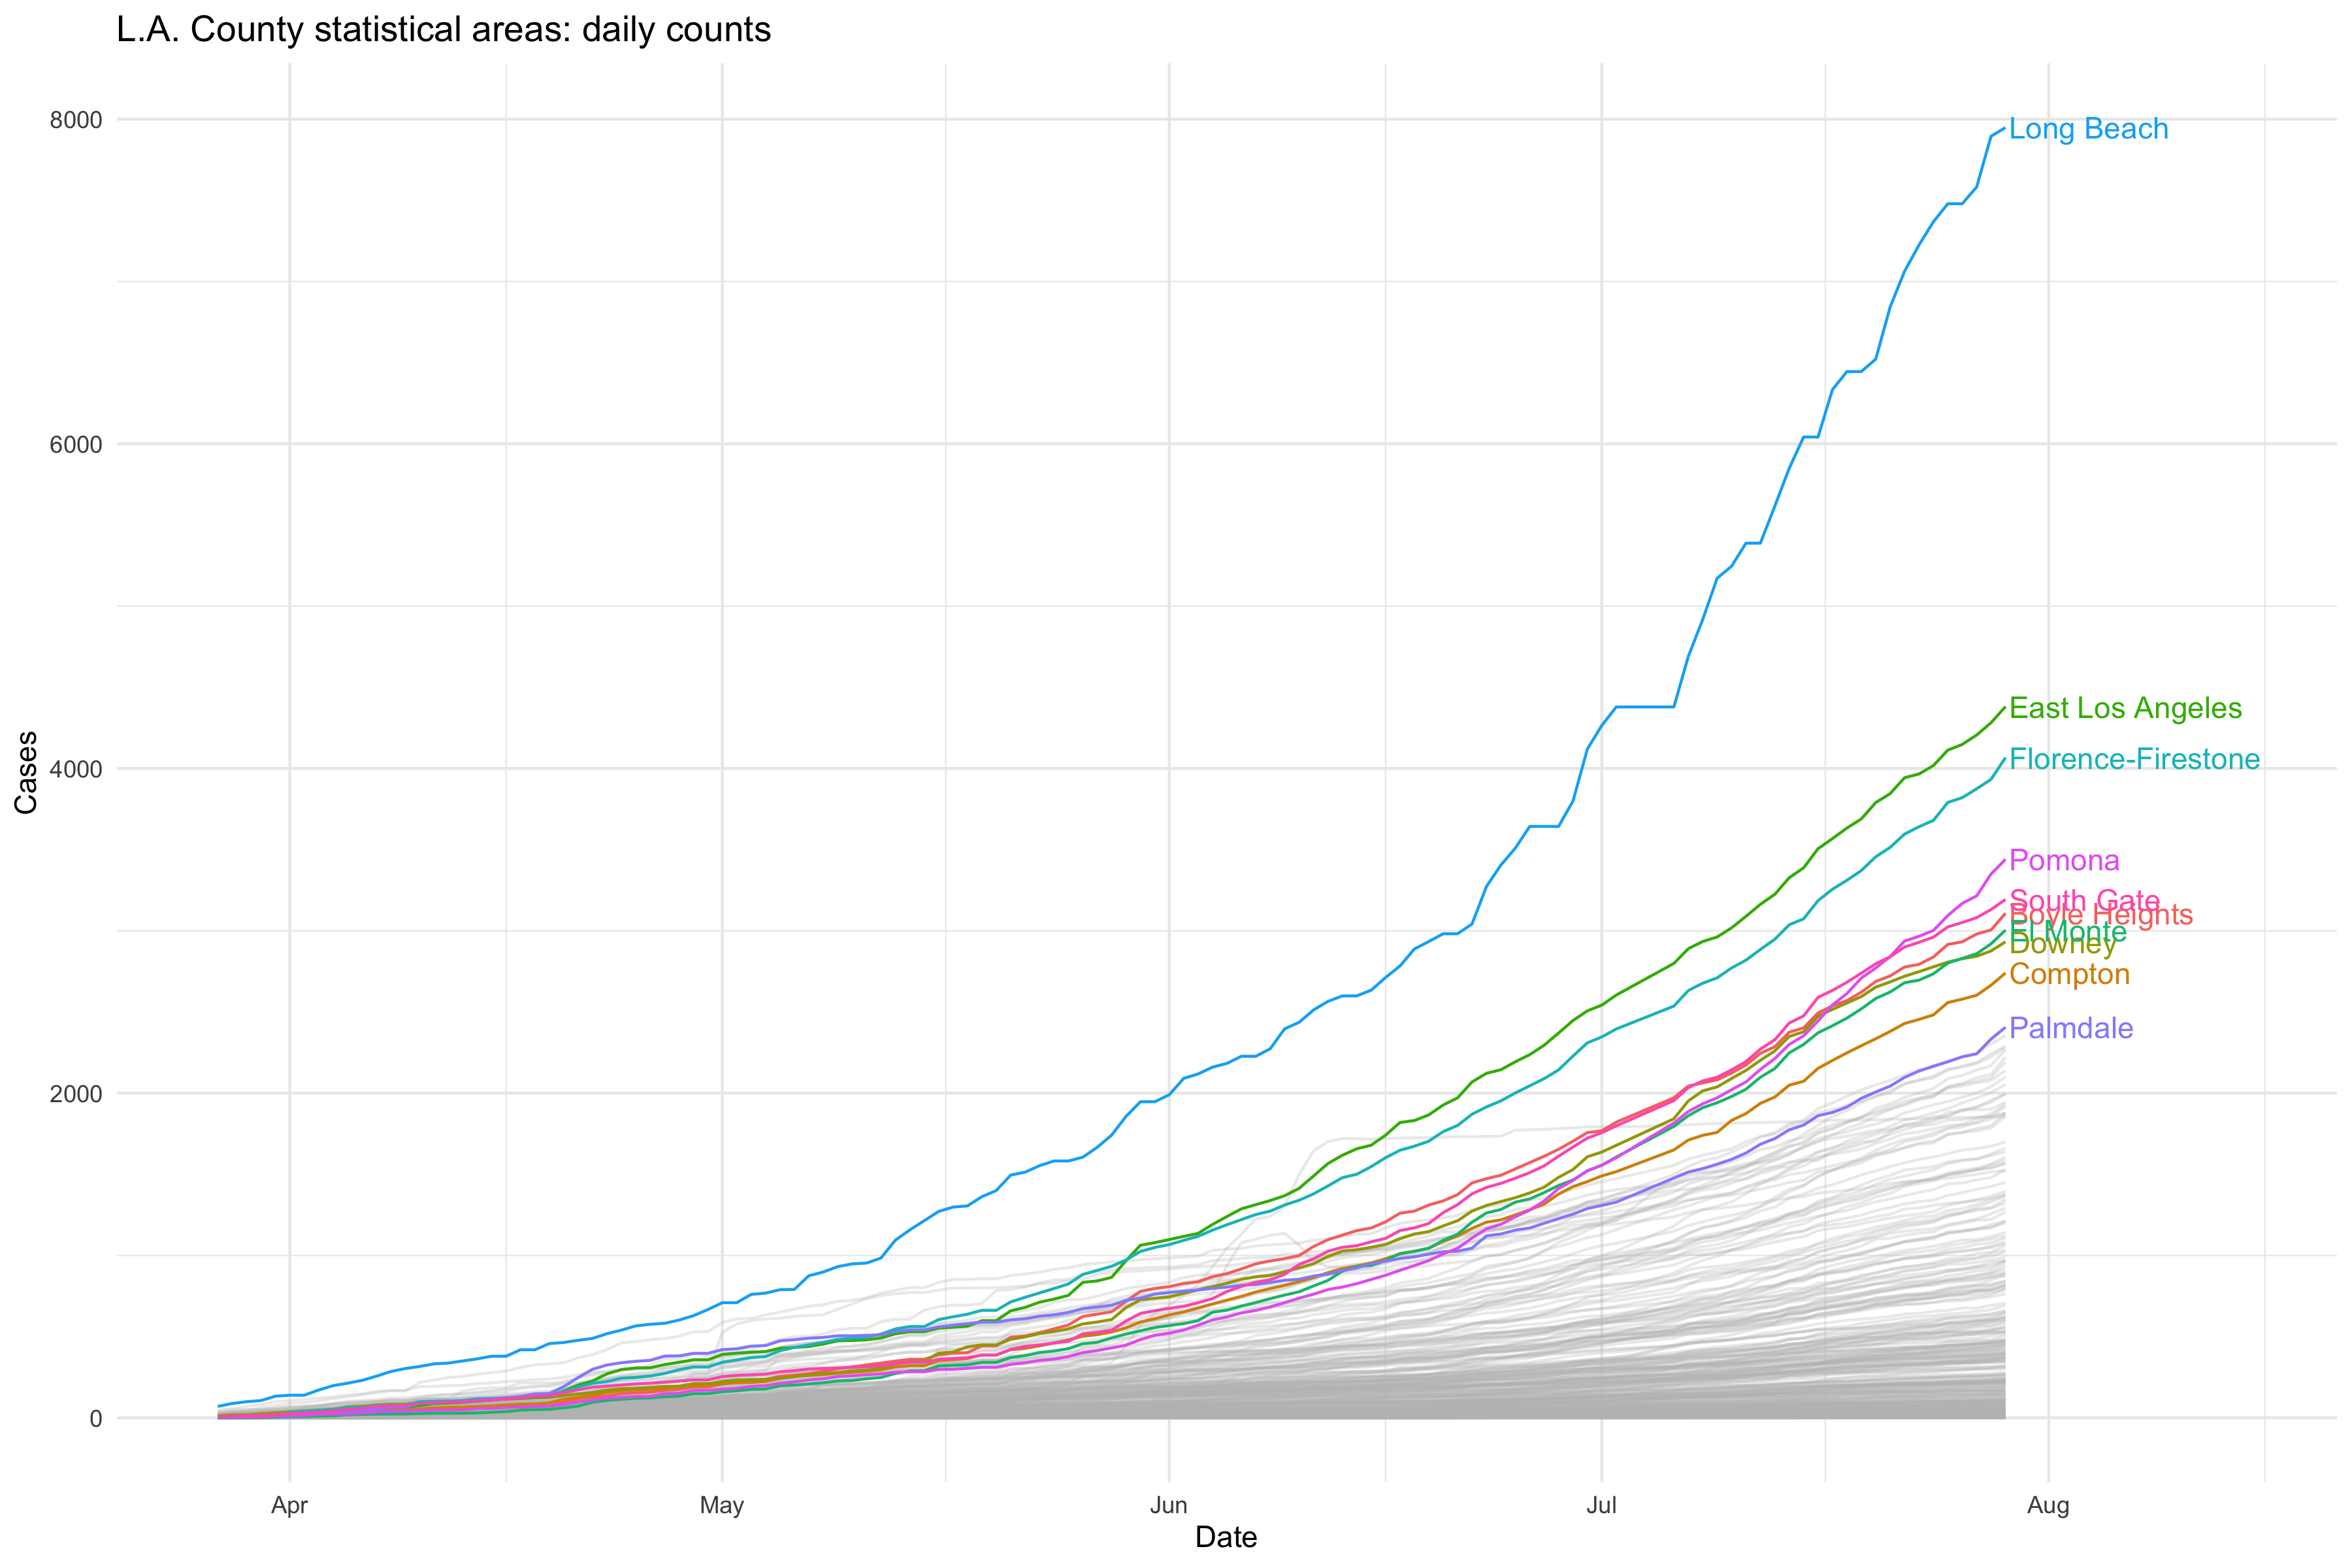 L.A. County statistical areas: daily counts
8000
6000
4000
2000
0
Cases
Long Beach
East Los Angeles
Florence-Firestone
Pomona
South Gate
Boyle Heights
El Monte
Downey
Compton
Palmdale
Apr
May
Jun
Jul
Aug
Date